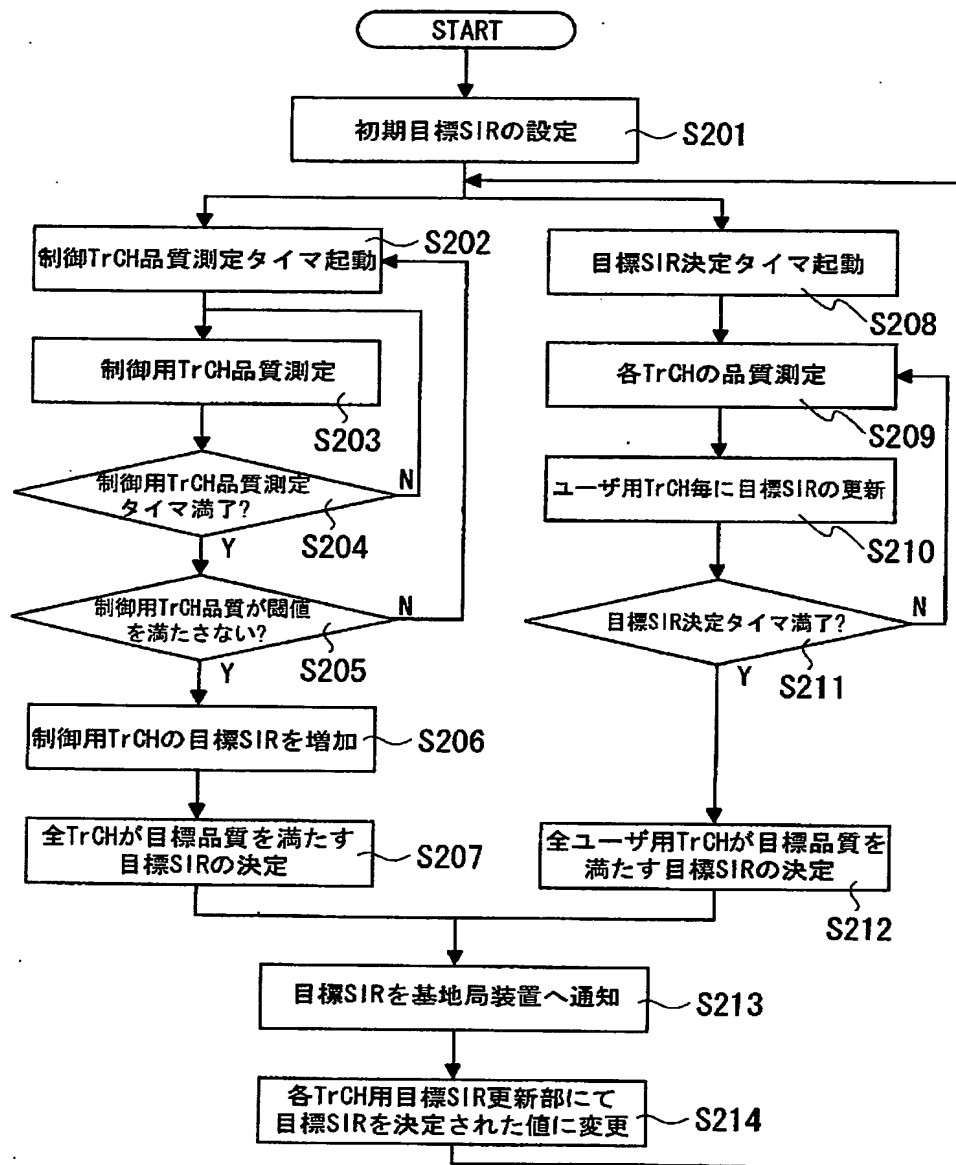 START
初期目標SIRの設定
S201
制御TrCH品質測定タイマ起動
S202
制御用TrCH品質測定
S203
制御用TrCH品質測定
タイマ満了?
N
Y
S204
制御用TrCH品質が閾値
を満たさない?
N
Y
S205
制御用TrCHの目標SIRを増加
S206
全TrCHが目標品質を満たす
目標SIRの決定
S207
目標SIR決定タイマ起動
S208
各TrCHの品質測定
S209
ユーザ用TrCH毎に目標SIRの更新
S210
目標SIR決定タイマ満了?
N
Y
S211
全ユーザ用TrCHが目標品質を
満たす目標SIRの決定
S212
目標SIRを基地局装置へ通知
S213
各TrCH用目標SIR更新部にて
目標SIRを決定された値に変更
S214